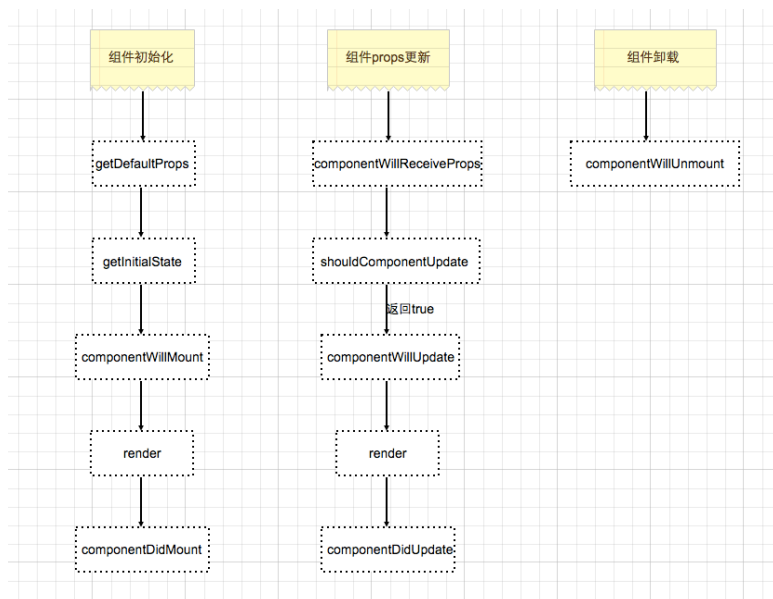 组件初始化
getDefaultProps
getInitialState
componentWillMount
render
componentDidMount
组件props更新
componentWillReceiveProps
shouldComponentUpdate
返回true
componentWillUpdate
render
componentDidUpdate
组件卸载
componentWillUnmount